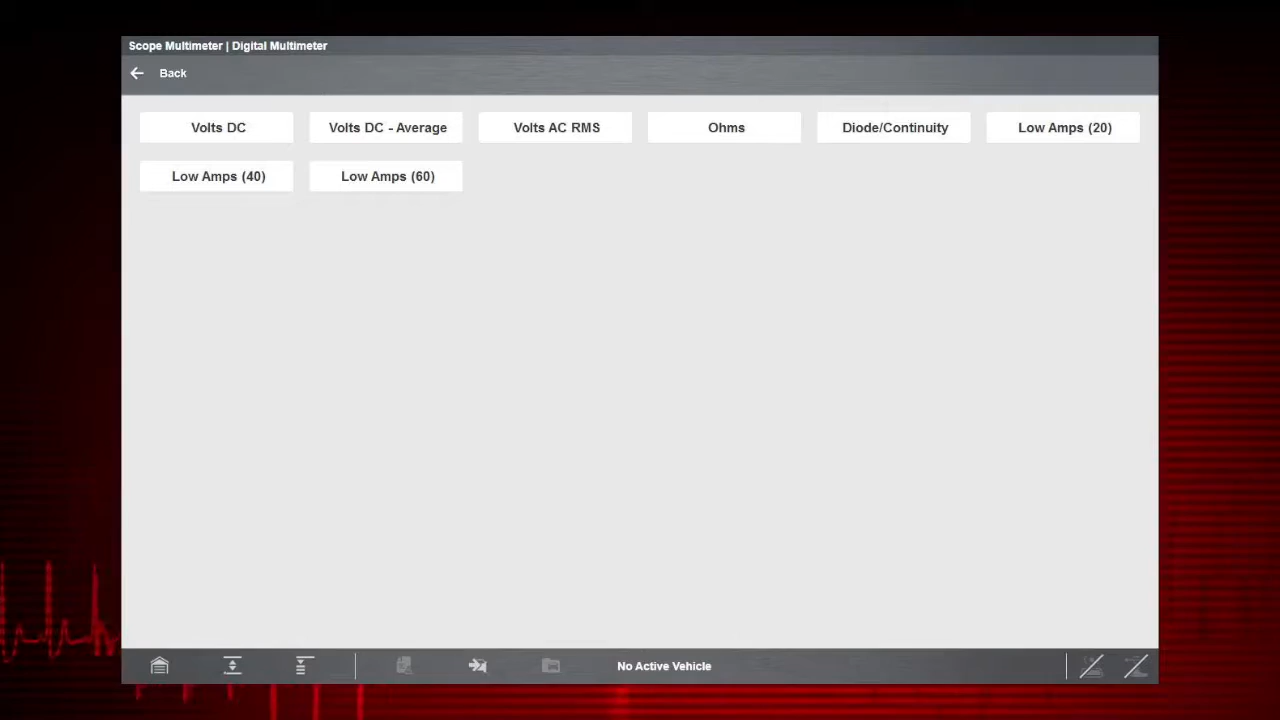 Scope Multimeter | Digital Multimeter
Back
Volts DC
Volts DC - Average
Volts AC RMS
Ohms
Diode/Continuity
Low Amps (20)
Low Amps (40)
Low Amps (60)
No Active Vehicle